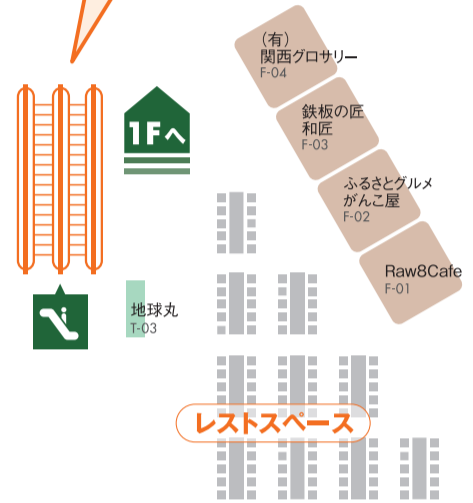 (有)
関西グロサリー
F-04
鉄板の匠
和匠
F-03
ふるさとグルメ
がんこ屋
F-02
Raw8Cafe
F-01
1Fへ
地球丸
T-03
レストスペース